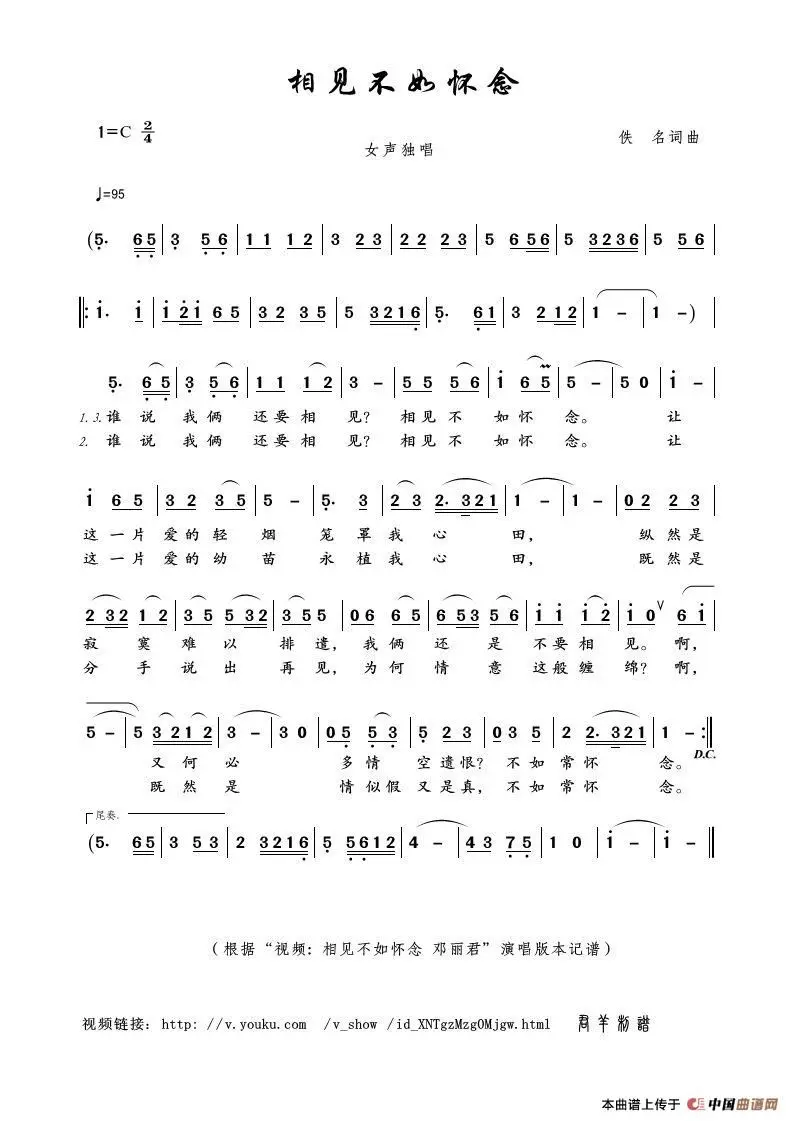 相见不如怀念
1=C 2/4
女声独唱
佚 名词曲
♩=95
(5· 65 | 3 56 | 11 12 | 3 23 | 22 23 | 5 656 | 5 3236 | 5 56 |
‖: 1· 1 | 121 65 | 32 35 | 5 3216 | 5· 61 | 3 212 | 1 - | 1 - ) |
5· 65 | 3 56 | 11 12 | 3 - | 55 56 | 1 65 | 5 - | 50 | 1 - |
1.3.谁 说 我 俩 还 要 相 见? 相 见 不 如 怀 念。 让
2. 谁 说 我 俩 还 要 相 见? 相 见 不 如 怀 念。 让
1 65 | 32 35 | 5 - | 5· 3 | 23 2·321 | 1 - | 1 - | 02 23 |
这 一 片 爱 的 轻 烟 笼 罩 我 心 田, 纵 然 是
这 一 片 爱 的 幼 苗 永 植 我 心 田, 既 然 是
232 12 | 35 532 | 355 | 06 65 | 653 56 | 11 12 | 10 ∨ 61 |
寂 寞 难 以 排 遣, 我 俩 还 是 不 要 相 见。 啊,
分 手 说 出 再 见, 为 何 情 意 这 般 缠 绵? 啊,
5 - | 5 3212 | 3 - | 30 | 05 53 | 5 23 | 03 5 | 2 2·321 | 1 - :‖
D.C.
又 何 必 多 情 空 遗 恨? 不 如 常 怀 念。
既 然 是 情 似 假 又 是 真, 不 如 常 怀 念。
尾奏.
(5· 65 | 3 53 | 2 3216 | 5 5612 | 4 - | 43 75 | 10 | 1 - | 1 - ‖
(根据“视频: 相见不如怀念 邓丽君”演唱版本记谱)
视频链接: http: //v.youku.com /v_show /id_XNTgzMzg0Mjgw.html 君羊制谱
本曲谱上传于 中国曲谱网